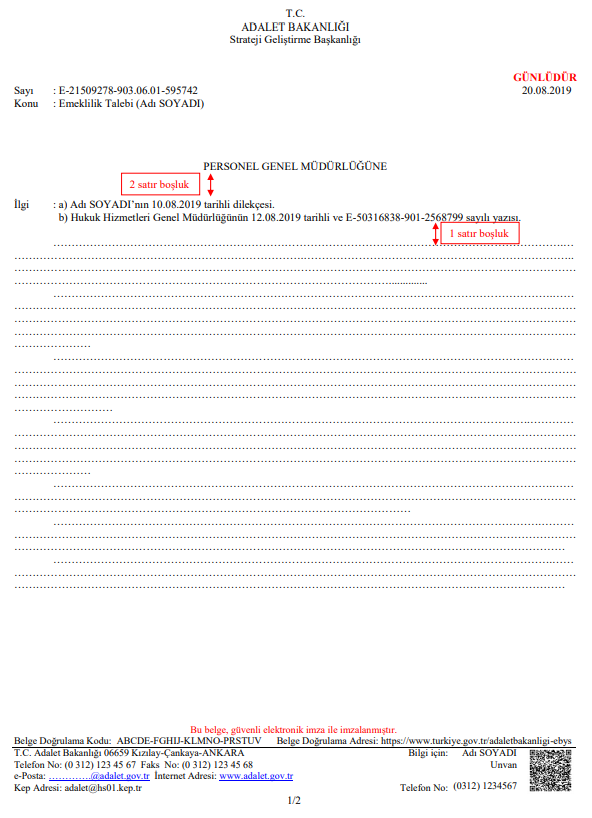 T.C.
ADALET BAKANLIĞI
Strateji Geliştirme Başkanlığı
GÜNLÜDÜR
Sayı : E-21509278-903.06.01-595742 20.08.2019
Konu : Emeklilik Talebi (Adı SOYADI)
PERSONEL GENEL MÜDÜRLÜĞÜNE
2 satır boşluk
İlgi : a) Adı SOYADI’nın 10.08.2019 tarihli dilekçesi.
b) Hukuk Hizmetleri Genel Müdürlüğünün 12.08.2019 tarihli ve E-50316838-901-2568799 sayılı yazısı.
1 satır boşluk
Bu belge, güvenli elektronik imza ile imzalanmıştır.
Belge Doğrulama Kodu: ABCDE-FGHIJ-KLMNO-PRSTUV Belge Doğrulama Adresi: https://www.turkiye.gov.tr/adaletbakanligi-ebys
T.C. Adalet Bakanlığı 06659 Kızılay-Çankaya-ANKARA Bilgi için: Adı SOYADI
Telefon No: (0 312) 123 45 67 Faks No: (0 312) 123 45 68 Unvan
e-Posta: ………….@adalet.gov.tr İnternet Adresi: www.adalet.gov.tr
Kep Adresi: adalet@hs01.kep.tr Telefon No: (0312) 1234567
1/2